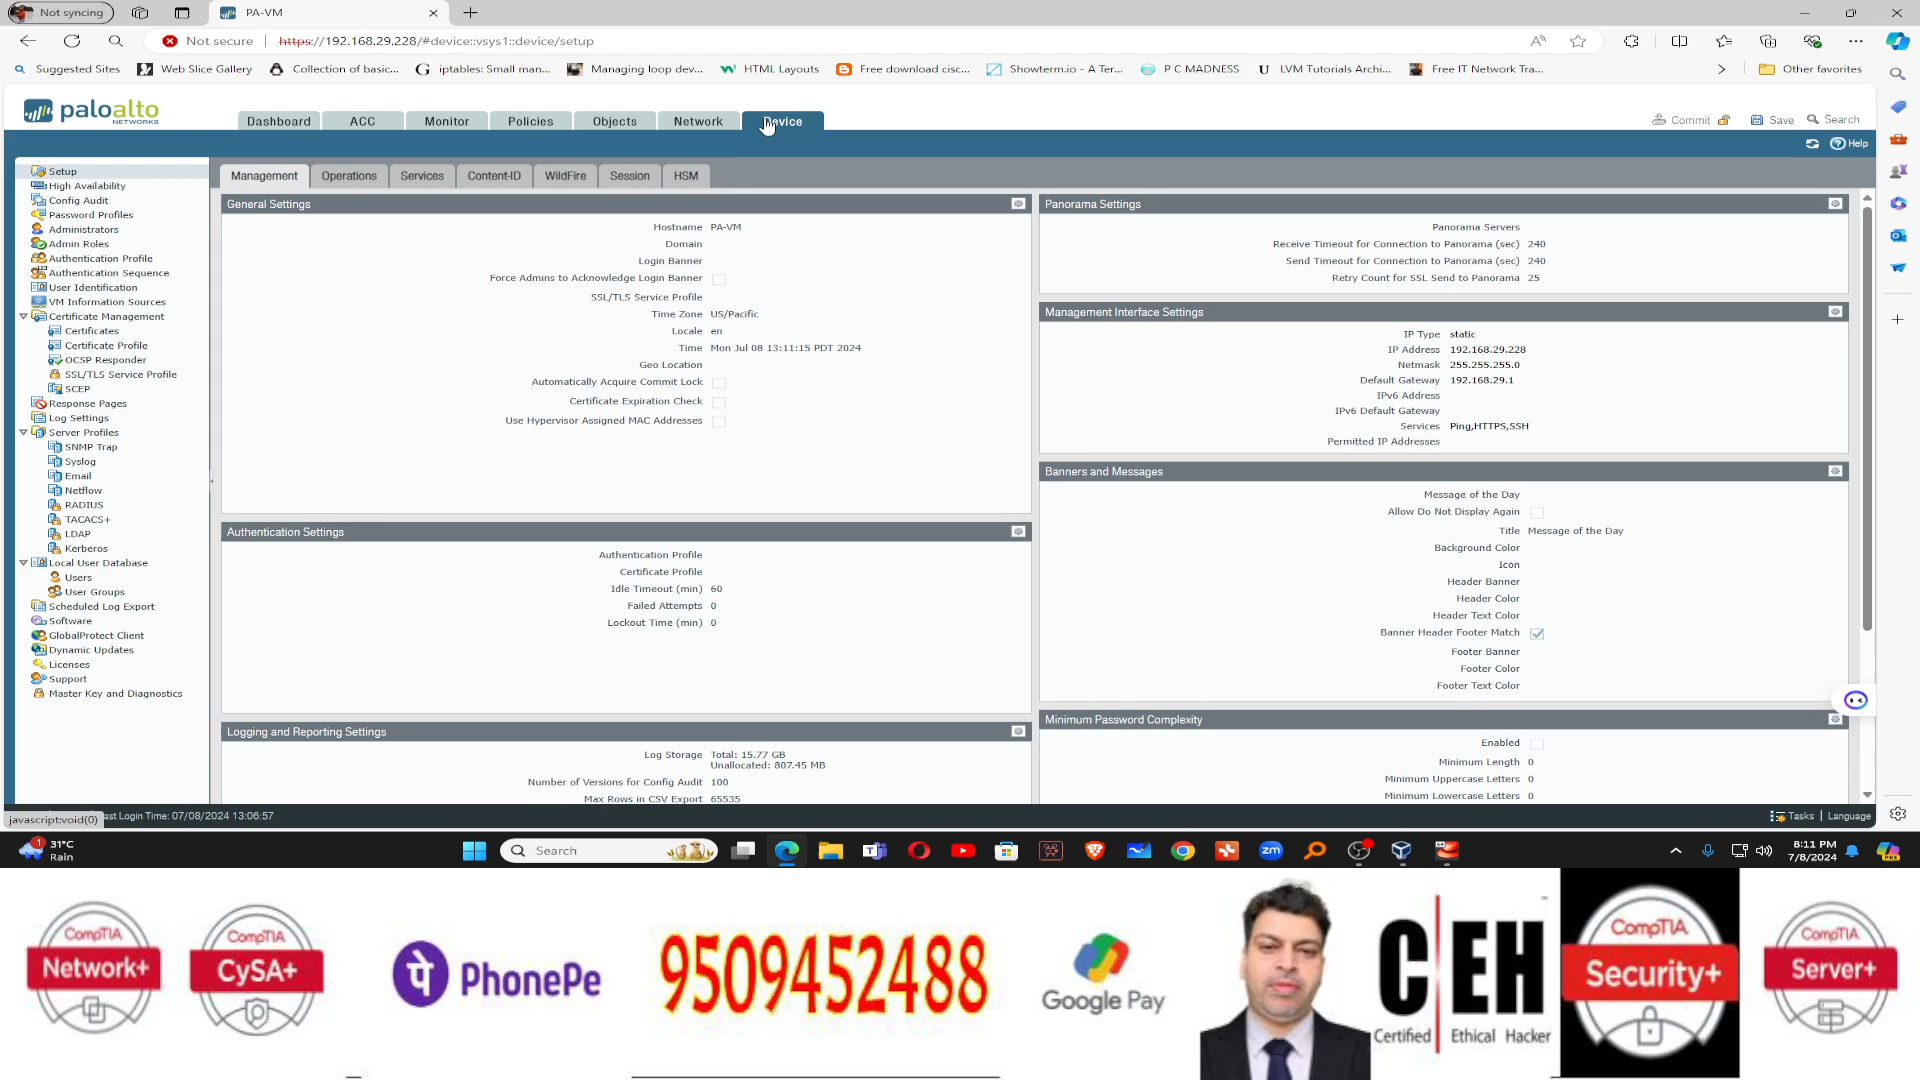 Not syncing
PA-VM
Not secure
https://192.168.29.228/#device::vsys1::device/setup
Suggested Sites
Web Slice Gallery
Collection of basic...
iptables: Small man...
Managing loop dev...
HTML Layouts
Free download cisc...
Showterm.io - A Ter...
P C MADNESS
LVM Tutorials Archi...
Free IT Network Tra...
Other favorites
paloalto
NETWORKS
Dashboard
ACC
Monitor
Policies
Objects
Network
Device
Commit
Save
Search
Help
Setup
High Availability
Config Audit
Password Profiles
Administrators
Admin Roles
Authentication Profile
Authentication Sequence
User Identification
VM Information Sources
Certificate Management
Certificates
Certificate Profile
OCSP Responder
SSL/TLS Service Profile
SCEP
Response Pages
Log Settings
Server Profiles
SNMP Trap
Syslog
Email
Netflow
RADIUS
TACACS+
LDAP
Kerberos
Local User Database
Users
User Groups
Scheduled Log Export
Software
GlobalProtect Client
Dynamic Updates
Licenses
Support
Master Key and Diagnostics
Management
Operations
Services
Content-ID
WildFire
Session
HSM
General Settings
Hostname PA-VM
Domain
Login Banner
Force Admins to Acknowledge Login Banner
SSL/TLS Service Profile
Time Zone US/Pacific
Locale en
Time Mon Jul 08 13:11:15 PDT 2024
Geo Location
Automatically Acquire Commit Lock
Certificate Expiration Check
Use Hypervisor Assigned MAC Addresses
Authentication Settings
Authentication Profile
Certificate Profile
Idle Timeout (min) 60
Failed Attempts 0
Lockout Time (min) 0
Logging and Reporting Settings
Log Storage Total: 15.77 GB
Unallocated: 807.45 MB
Number of Versions for Config Audit 100
Max Rows in CSV Export 65535
Panorama Settings
Panorama Servers
Receive Timeout for Connection to Panorama (sec) 240
Send Timeout for Connection to Panorama (sec) 240
Retry Count for SSL Send to Panorama 25
Management Interface Settings
IP Type static
IP Address 192.168.29.228
Netmask 255.255.255.0
Default Gateway 192.168.29.1
IPv6 Address
IPv6 Default Gateway
Services Ping,HTTPS,SSH
Permitted IP Addresses
Banners and Messages
Message of the Day
Allow Do Not Display Again
Title Message of the Day
Background Color
Icon
Header Banner
Header Color
Header Text Color
Banner Header Footer Match
Footer Banner
Footer Color
Footer Text Color
Minimum Password Complexity
Enabled
Minimum Length 0
Minimum Uppercase Letters 0
Minimum Lowercase Letters 0
javascript:void(0)
ast Login Time: 07/08/2024 13:06:57
Tasks
Language
1
31°C
Rain
Search
zm
8:11 PM
7/8/2024
CompTIA
Network+
CompTIA
CySA+
पे PhonePe
9509452488
Google Pay
CEH
Certified Ethical Hacker
CompTIA
Security+
CompTIA
Server+